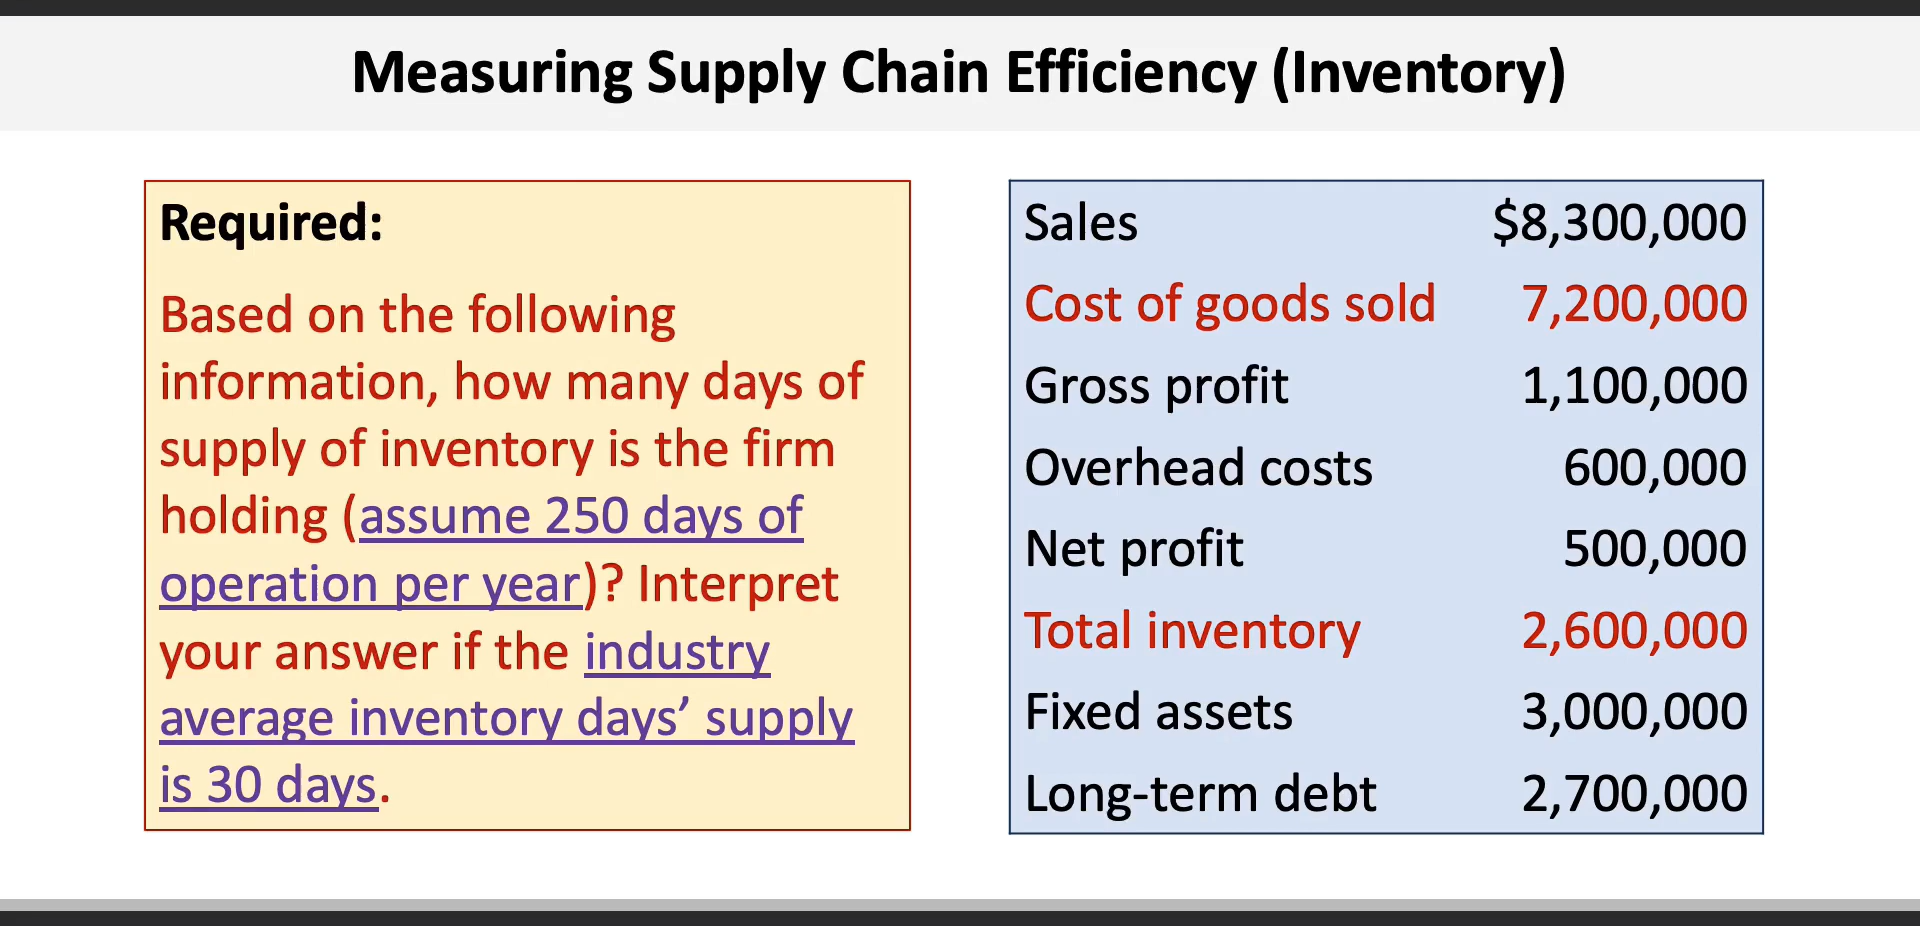 Measuring Supply Chain Efficiency (Inventory)
Required:
Based on the following
information, how many days of
supply of inventory is the firm
holding (assume 250 days of
operation per year)? Interpret
your answer if the industry
average inventory days’ supply
is 30 days.
Sales $8,300,000
Cost of goods sold 7,200,000
Gross profit 1,100,000
Overhead costs 600,000
Net profit 500,000
Total inventory 2,600,000
Fixed assets 3,000,000
Long-term debt 2,700,000